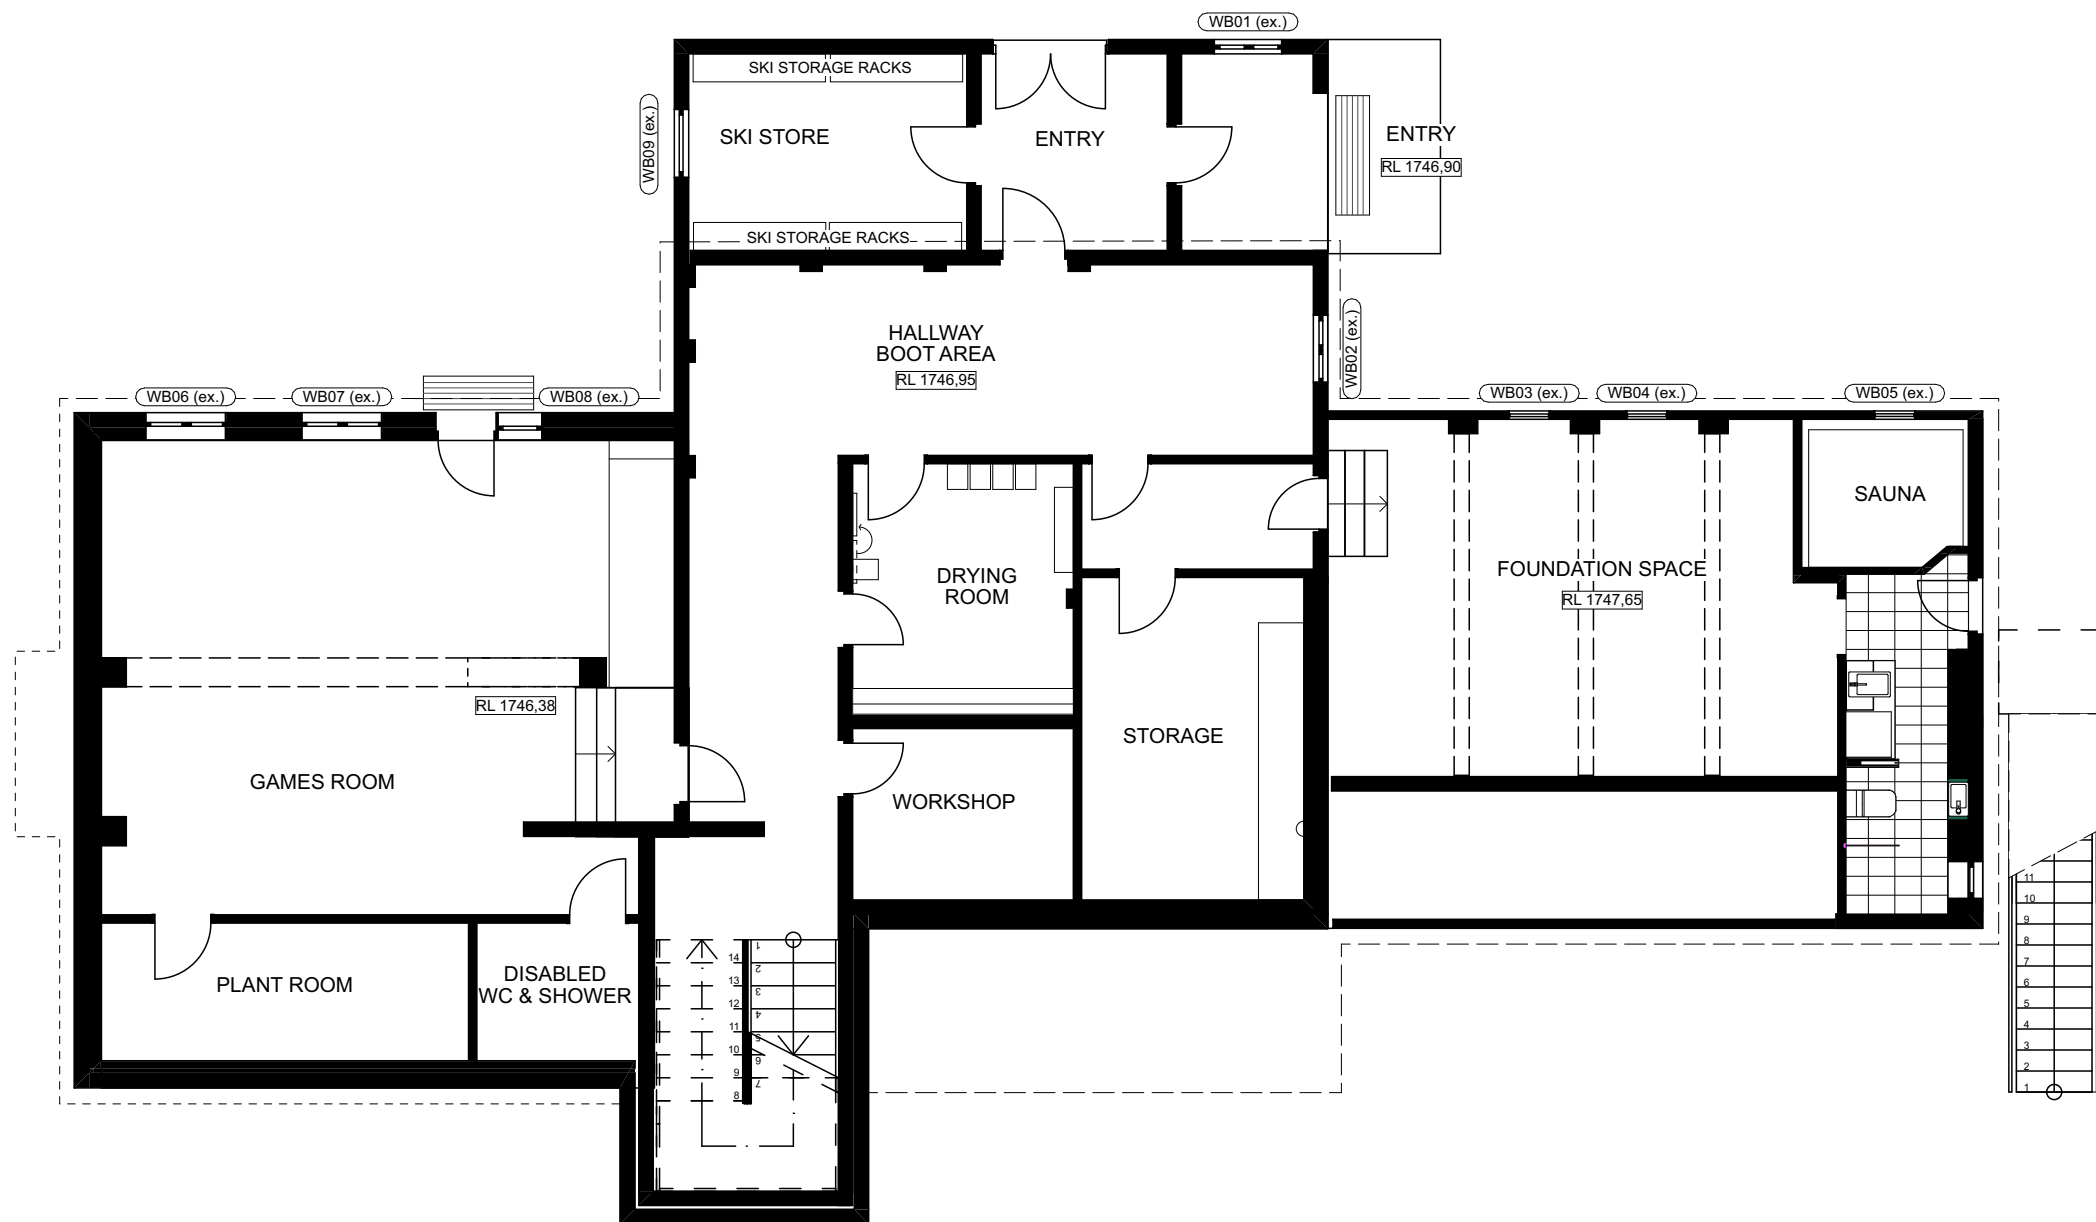 WB01 (ex.)
SKI STORAGE RACKS
WB09 (ex.)
SKI STORE
ENTRY
ENTRY
RL 1746,90
SKI STORAGE RACKS
HALLWAY
BOOT AREA
RL 1746,95
WB02 (ex.)
WB06 (ex.)
WB07 (ex.)
WB08 (ex.)
WB03 (ex.)
WB04 (ex.)
WB05 (ex.)
SAUNA
DRYING
ROOM
FOUNDATION SPACE
RL 1747,65
RL 1746,38
STORAGE
GAMES ROOM
WORKSHOP
PLANT ROOM
DISABLED
WC & SHOWER
14
13
12
11
10
9
8
1
2
3
4
5
6
7
11
10
9
8
7
6
5
4
3
2
1